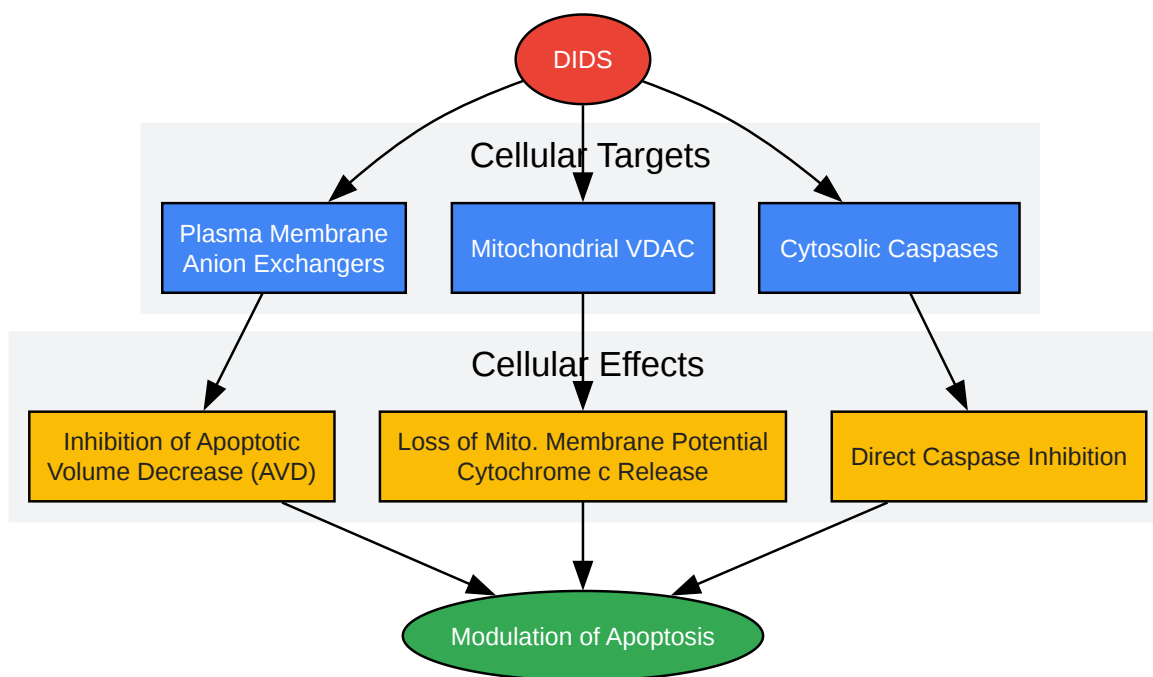 DIDS
Cellular Targets
Plasma Membrane
Anion Exchangers
Mitochondrial VDAC
Cytosolic Caspases
Cellular Effects
Inhibition of Apoptotic
Volume Decrease (AVD)
Loss of Mito. Membrane Potential
Cytochrome c Release
Direct Caspase Inhibition
Modulation of Apoptosis